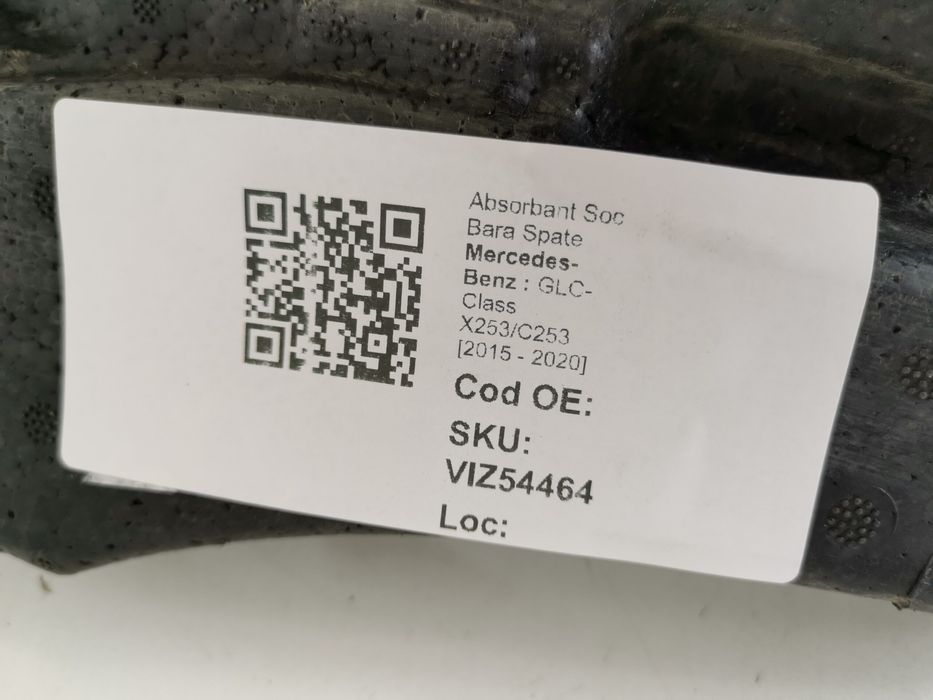 Absorbant Soc
Bara Spate
Mercedes-
Benz : GLC-
Class
X253/C253
[2015 - 2020]
Cod OE:
SKU:
VIZ54464
Loc: